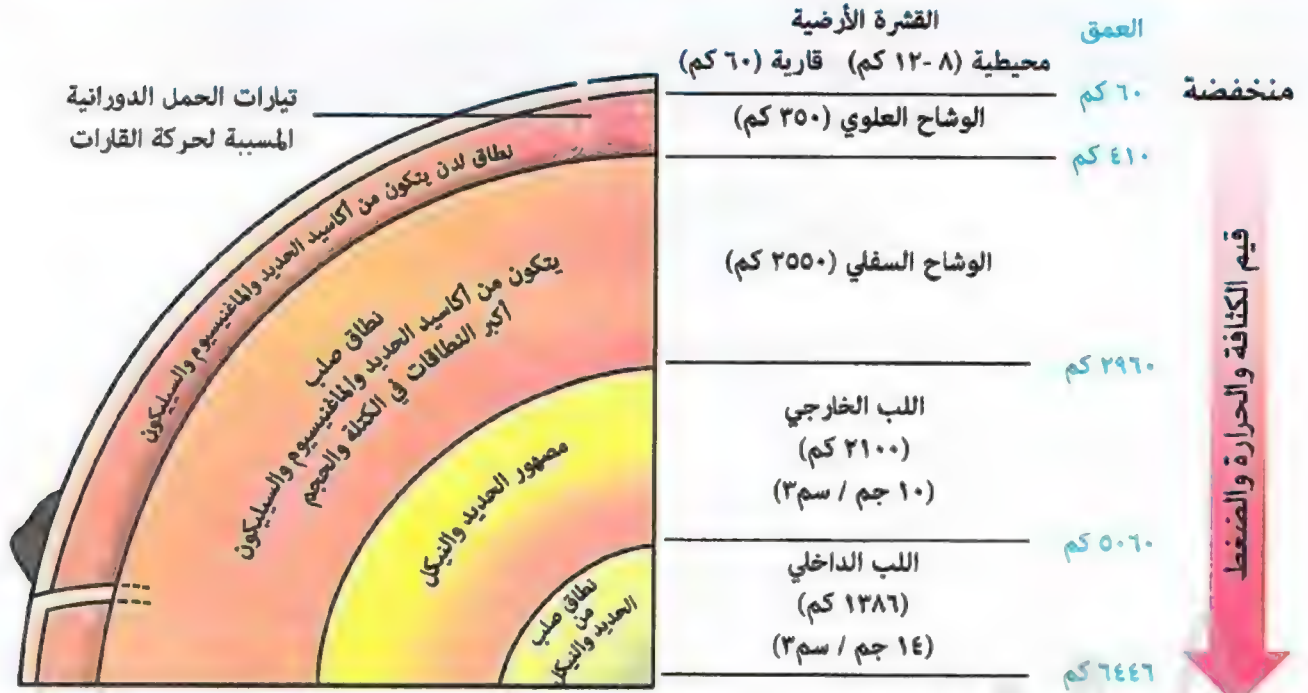 العمق
القشرة الأرضية
محيطية (٨ -١٢ كم) قارية (٦٠ كم)
منخفضة
٦٠ كم
الوشاح العلوي (٣٥٠ كم)
تيارات الحمل الدورانية
المسببة لحركة القارات
٤١٠ كم
نطاق لدن يتكون من أكاسيد الحديد والماغنيسيوم والسيليكون
الوشاح السفلي (٢٥٥٠ كم)
نطاق صلب
يتكون من أكاسيد الحديد والماغنيسيوم والسيليكون
أكبر النطاقات في الكتلة والحجم
قيم الكثافة والحرارة والضغط
٢٩٦٠ كم
اللب الخارجي
(٢١٠٠ كم)
(١٠ جم / سم٣)
مصهور الحديد والنيكل
٥٠٦٠ كم
اللب الداخلي
(١٣٨٦ كم)
(١٤ جم / سم٣)
نطاق صلب
من
الحديد والنيكل
٦٤٤٦ كم